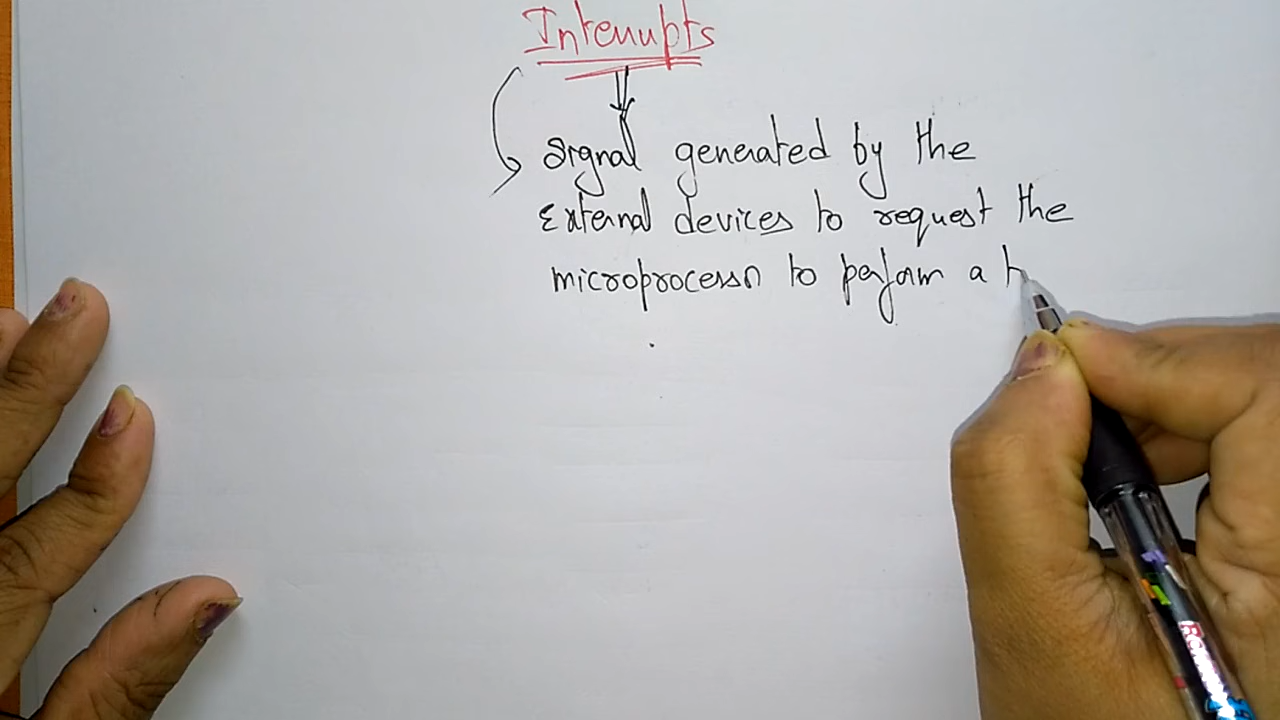 Interrupts
signal generated by the
External devices to request the
microprocessor to perform a